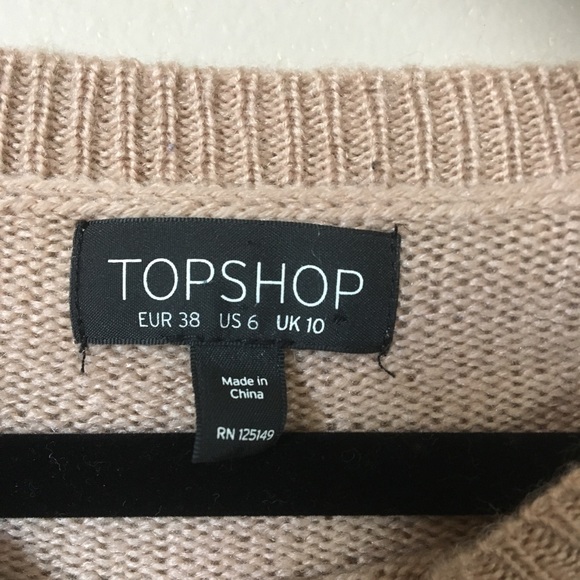 TOPSHOP
EUR 38 US 6 UK 10
Made in
China
RN 125149